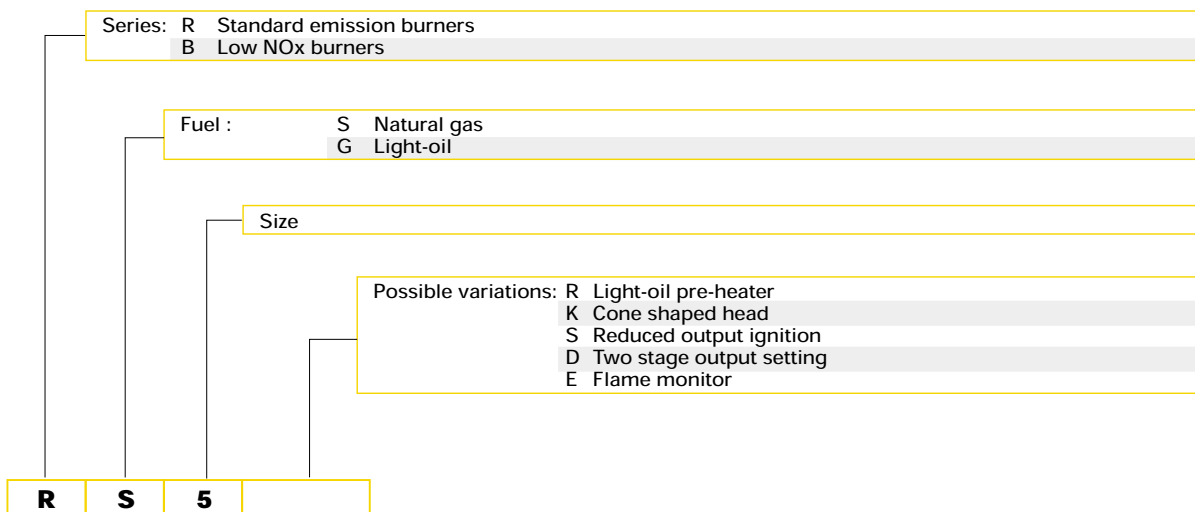 Series: R Standard emission burners
B Low NOx burners
Fuel : S Natural gas
G Light-oil
Size
Possible variations: R Light-oil pre-heater
K Cone shaped head
S Reduced output ignition
D Two stage output setting
E Flame monitor
R S 5